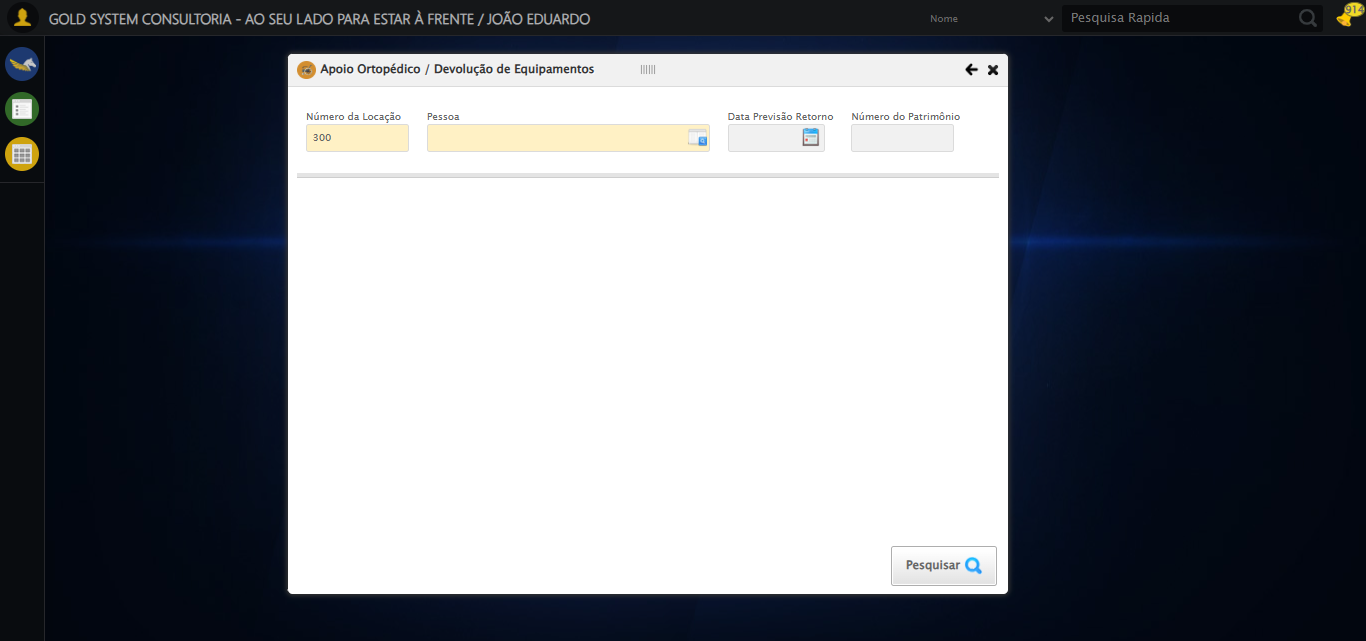 GOLD SYSTEM CONSULTORIA - AO SEU LADO PARA ESTAR À FRENTE / JOÃO EDUARDO
Nome
Pesquisa Rapida
914
Apoio Ortopédico / Devolução de Equipamentos
Número da Locação
Pessoa
Data Previsão Retorno
Número do Patrimônio
300
Pesquisar